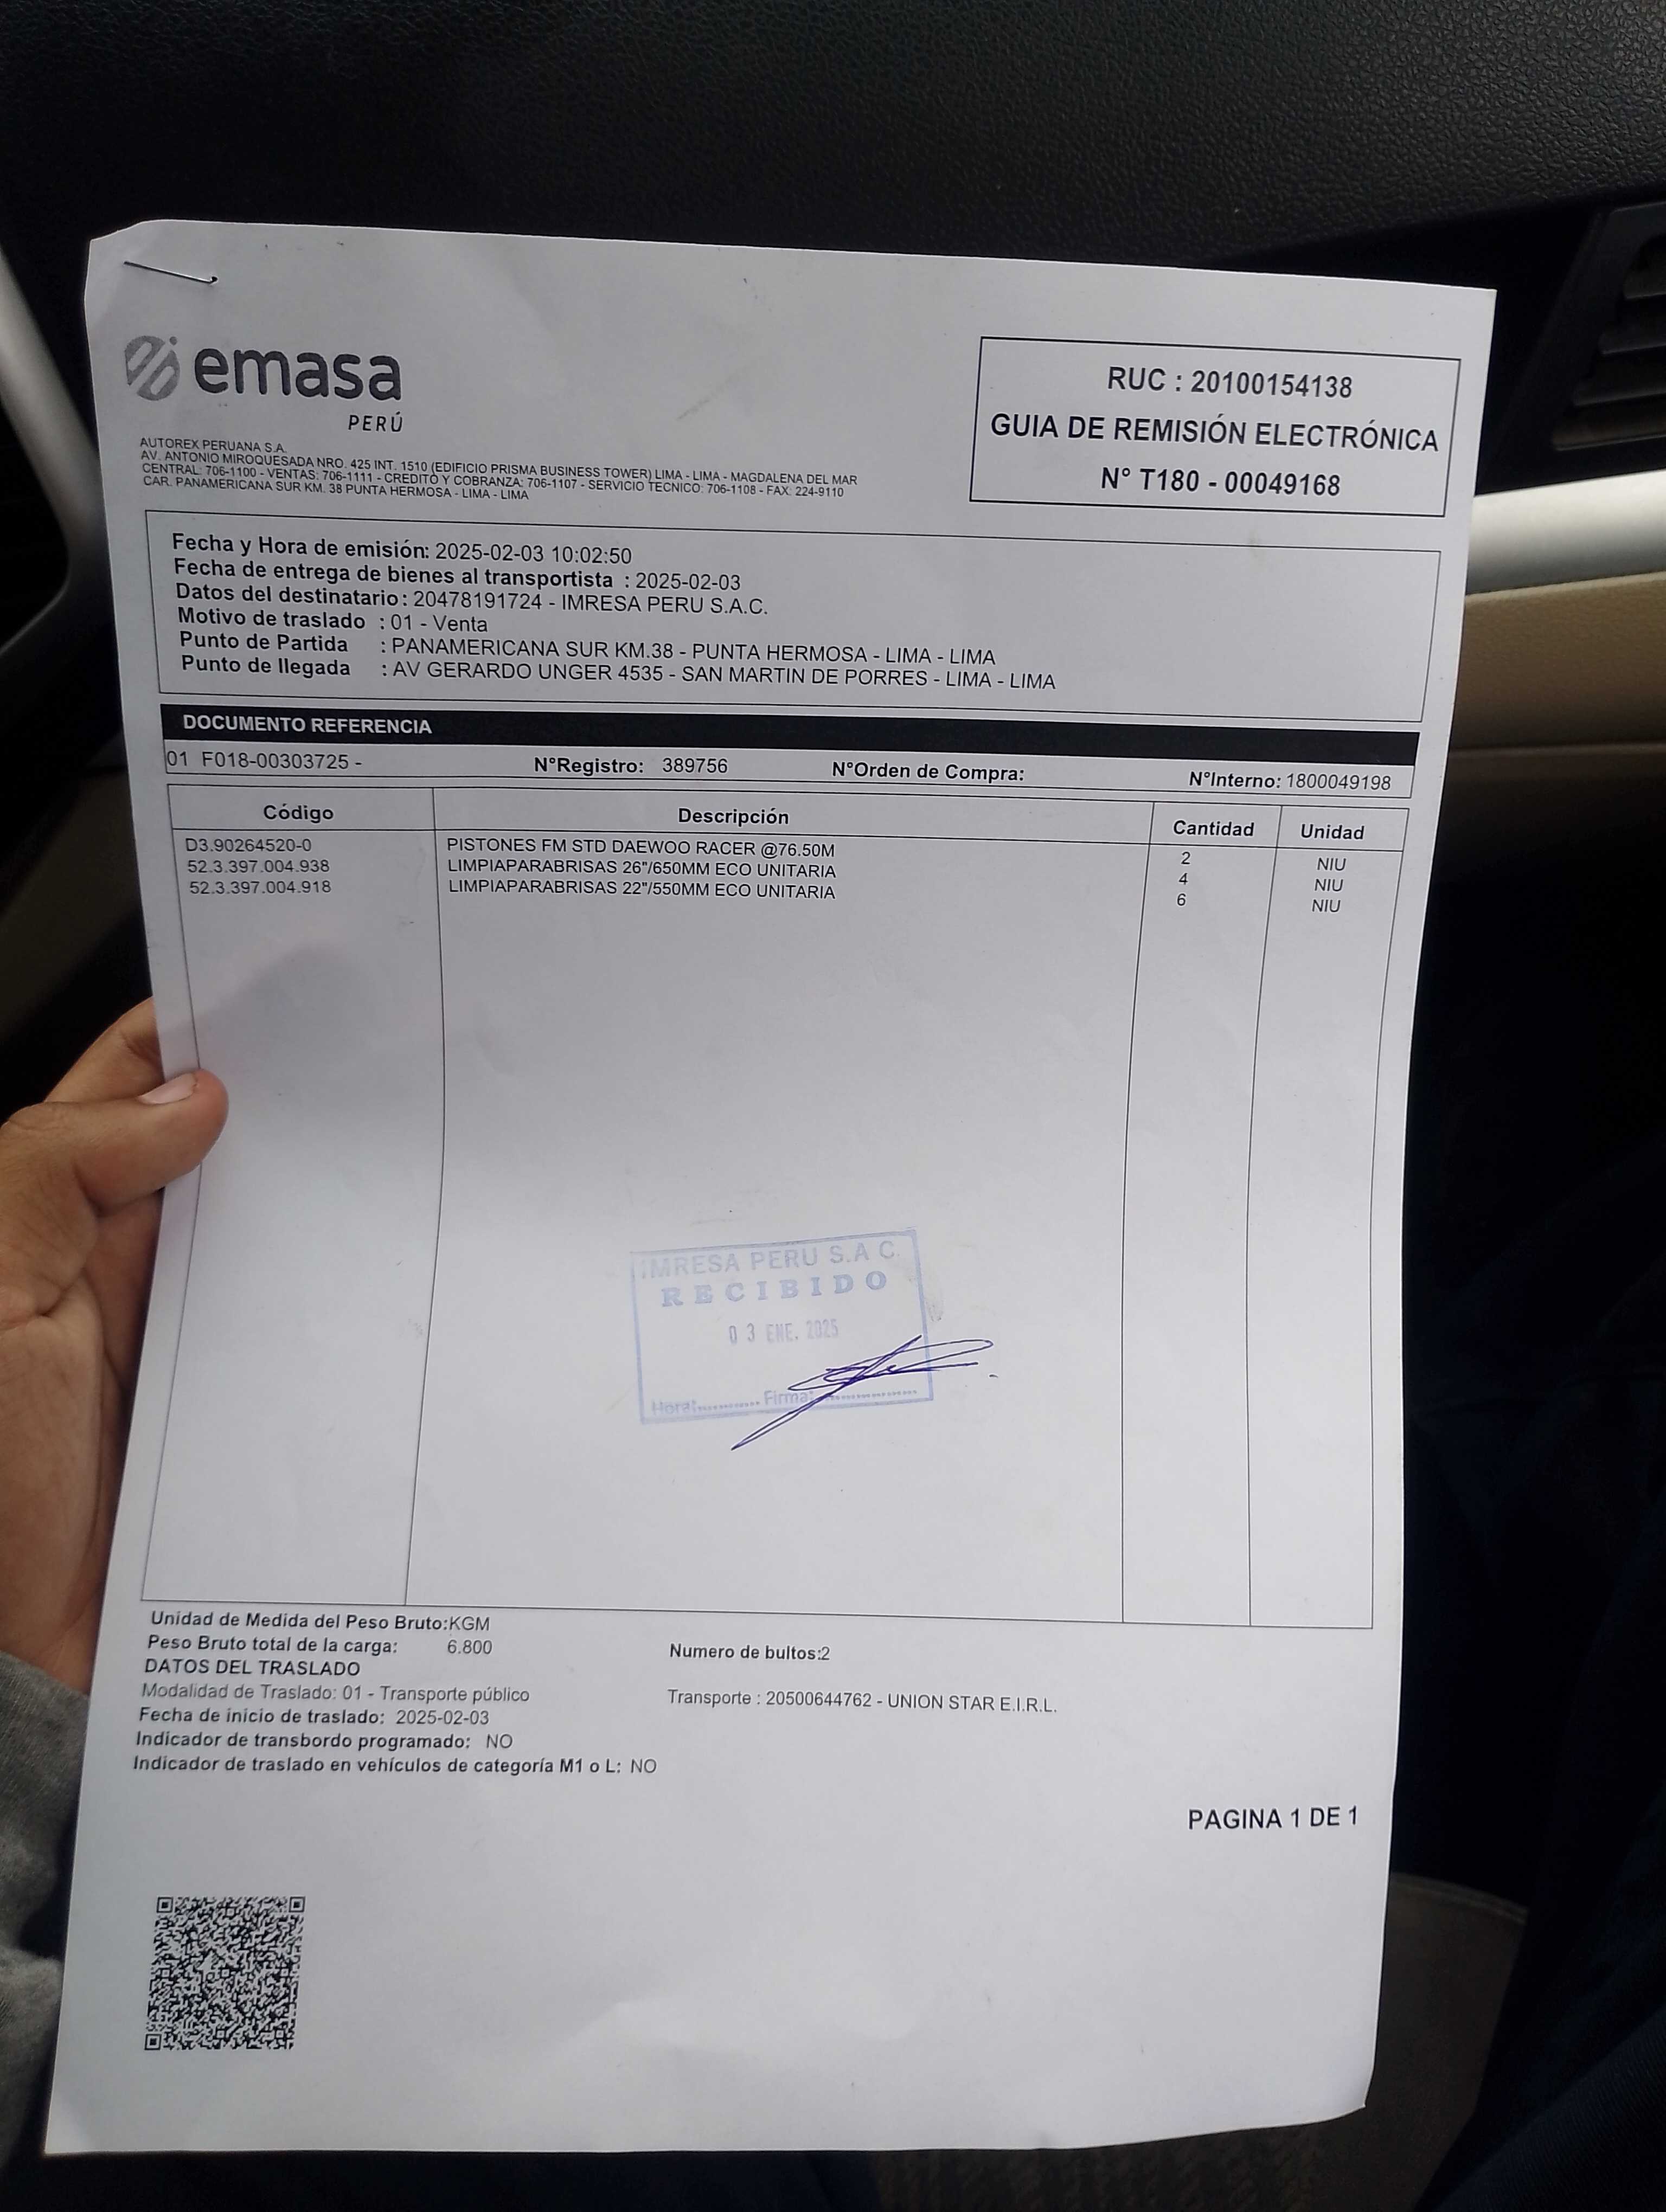 emasa
PERÚ
RUC : 20100154138
GUIA DE REMISIÓN ELECTRÓNICA
N° T180 - 00049168
AUTOREX PERUANA S.A.
AV. ANTONIO MIROQUESADA NRO. 425 INT. 1510 (EDIFICIO PRISMA BUSINESS TOWER) LIMA - LIMA - MAGDALENA DEL MAR
CENTRAL: 706-1100 - VENTAS: 706-1111 - CREDITO Y COBRANZA: 706-1107 - SERVICIO TECNICO: 706-1108 - FAX: 224-9110
CAR. PANAMERICANA SUR KM. 38 PUNTA HERMOSA - LIMA - LIMA
Fecha y Hora de emisión: 2025-02-03 10:02:50
Fecha de entrega de bienes al transportista : 2025-02-03
Datos del destinatario : 20478191724 - IMRESA PERU S.A.C.
Motivo de traslado : 01 - Venta
Punto de Partida : PANAMERICANA SUR KM.38 - PUNTA HERMOSA - LIMA - LIMA
Punto de llegada : AV GERARDO UNGER 4535 - SAN MARTIN DE PORRES - LIMA - LIMA
DOCUMENTO REFERENCIA
01 F018-00303725 - N°Registro: 389756 N°Orden de Compra: N°Interno: 1800049198
Código Descripción Cantidad Unidad
D3.90264520-0 PISTONES FM STD DAEWOO RACER @76.50M 2 NIU
52.3.397.004.938 LIMPIAPARABRISAS 26"/650MM ECO UNITARIA 4 NIU
52.3.397.004.918 LIMPIAPARABRISAS 22"/550MM ECO UNITARIA 6 NIU
IMRESA PERU S.A C.
RECIBIDO
03 ENE. 2025
Hora:............ Firma:..................
Unidad de Medida del Peso Bruto:KGM
Peso Bruto total de la carga: 6.800 Numero de bultos:2
DATOS DEL TRASLADO
Modalidad de Traslado: 01 - Transporte público Transporte : 20500644762 - UNION STAR E.I.R.L.
Fecha de inicio de traslado: 2025-02-03
Indicador de transbordo programado: NO
Indicador de traslado en vehículos de categoría M1 o L: NO
PAGINA 1 DE 1